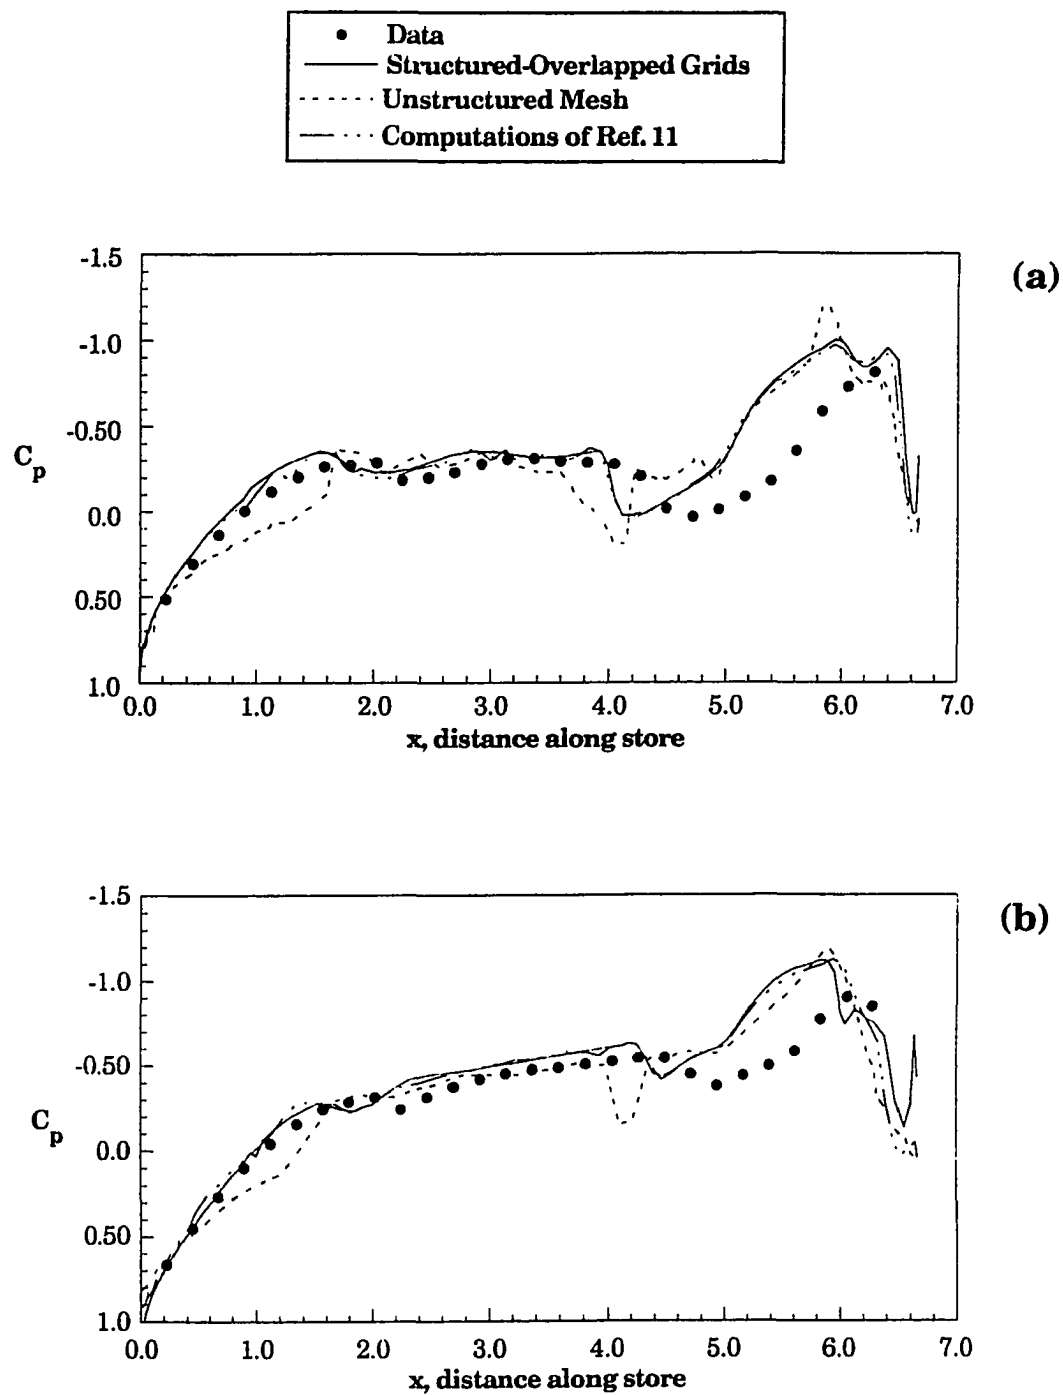 Data
Structured-Overlapped Grids
Unstructured Mesh
Computations of Ref. 11
(a)
-1.5
-1.0
-0.50
0.0
0.50
1.0
Cp
0.0 1.0 2.0 3.0 4.0 5.0 6.0 7.0
x, distance along store
(b)
-1.5
-1.0
-0.50
0.0
0.50
1.0
Cp
0.0 1.0 2.0 3.0 4.0 5.0 6.0 7.0
x, distance along store